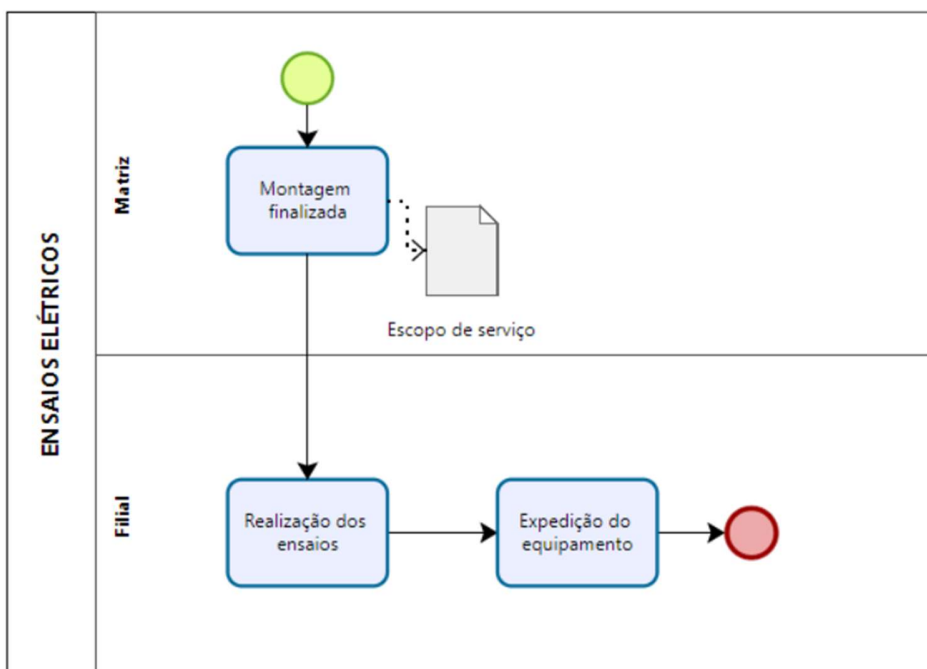 ENSAIOS ELÉTRICOS
Matriz
Montagem
finalizada
Escopo de serviço
Filial
Realização dos
ensaios
Expedição do
equipamento